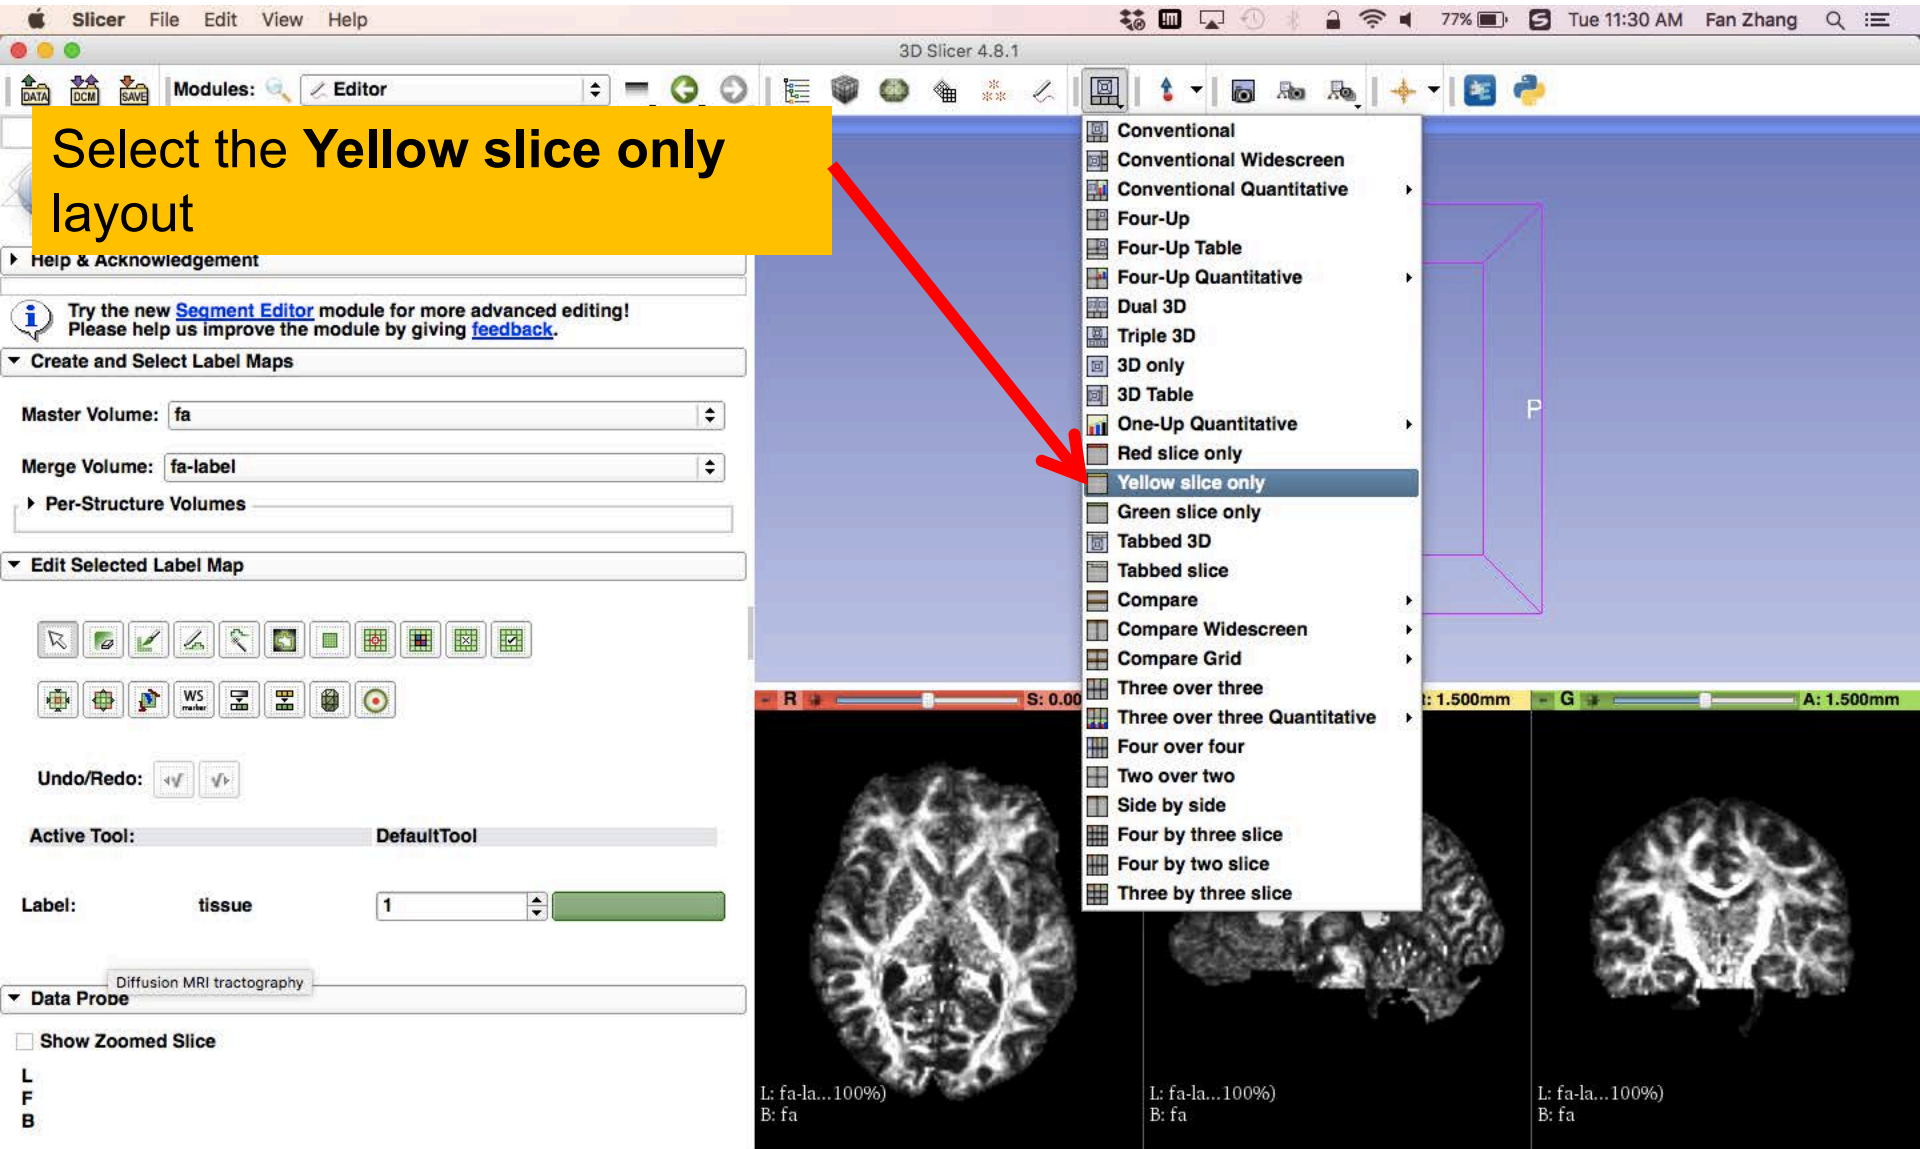 Slicer File Edit View Help
77% Tue 11:30 AM Fan Zhang
3D Slicer 4.8.1
DATA DCM SAVE Modules: Editor
Select the Yellow slice only
layout
Help & Acknowledgement
Try the new Segment Editor module for more advanced editing!
Please help us improve the module by giving feedback.
Create and Select Label Maps
Master Volume: fa
Merge Volume: fa-label
Per-Structure Volumes
Edit Selected Label Map
WS
marker
Undo/Redo:
Active Tool: DefaultTool
Label: tissue 1
Diffusion MRI tractography
Data Probe
Show Zoomed Slice
L
F
B
Conventional
Conventional Widescreen
Conventional Quantitative
Four-Up
Four-Up Table
Four-Up Quantitative
Dual 3D
Triple 3D
3D only
3D Table
One-Up Quantitative
Red slice only
Yellow slice only
Green slice only
Tabbed 3D
Tabbed slice
Compare
Compare Widescreen
Compare Grid
Three over three
Three over three Quantitative
Four over four
Two over two
Side by side
Four by three slice
Four by two slice
Three by three slice
P
R S: 0.00
: 1.500mm
G A: 1.500mm
L: fa-la...100%)
B: fa
L: fa-la...100%)
B: fa
L: fa-la...100%)
B: fa